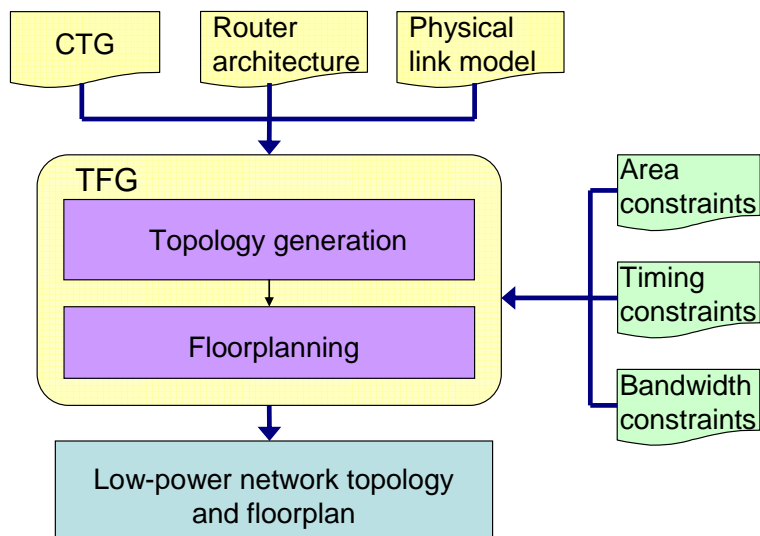 CTG
Router
architecture
Physical
link model
TFG
Topology generation
Floorplanning
Area
constraints
Timing
constraints
Bandwidth
constraints
Low-power network topology
and floorplan